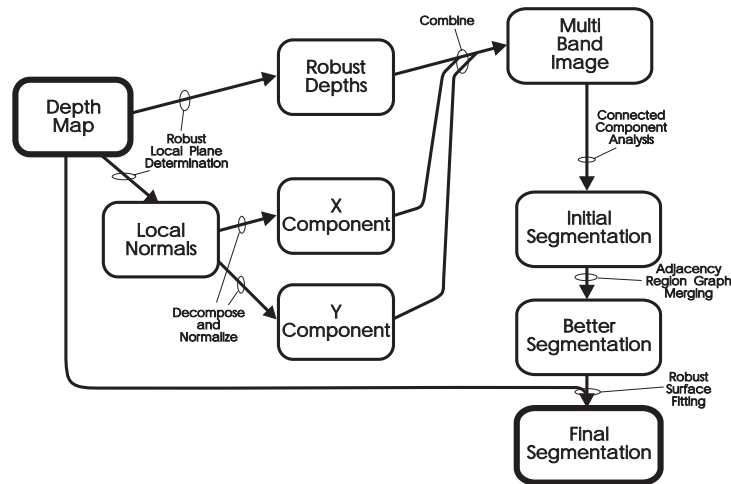 Combine
Multi
Band
Image
Robust
Depths
Depth
Map
Robust
Local Plane
Determination
Connected
Component
Analysis
X
Component
Local
Normals
Initial
Segmentation
Decompose
and
Normalize
Y
Component
Adjacency
Region Graph
Merging
Better
Segmentation
Robust
Surface
Fitting
Final
Segmentation